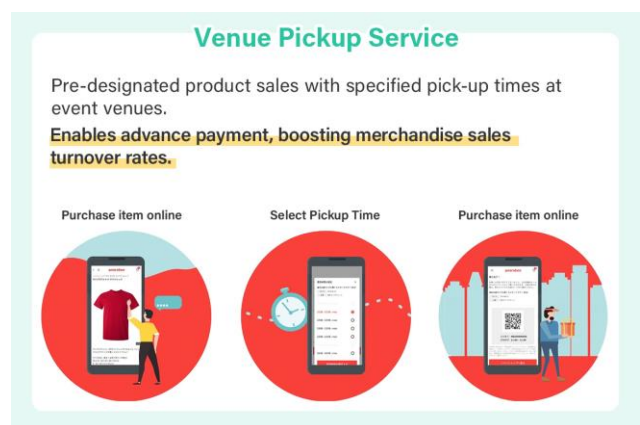 Venue Pickup Service
Pre-designated product sales with specified pick-up times at
event venues.
Enables advance payment, boosting merchandise sales
turnover rates.
Purchase item online
Select Pickup Time
Purchase item online